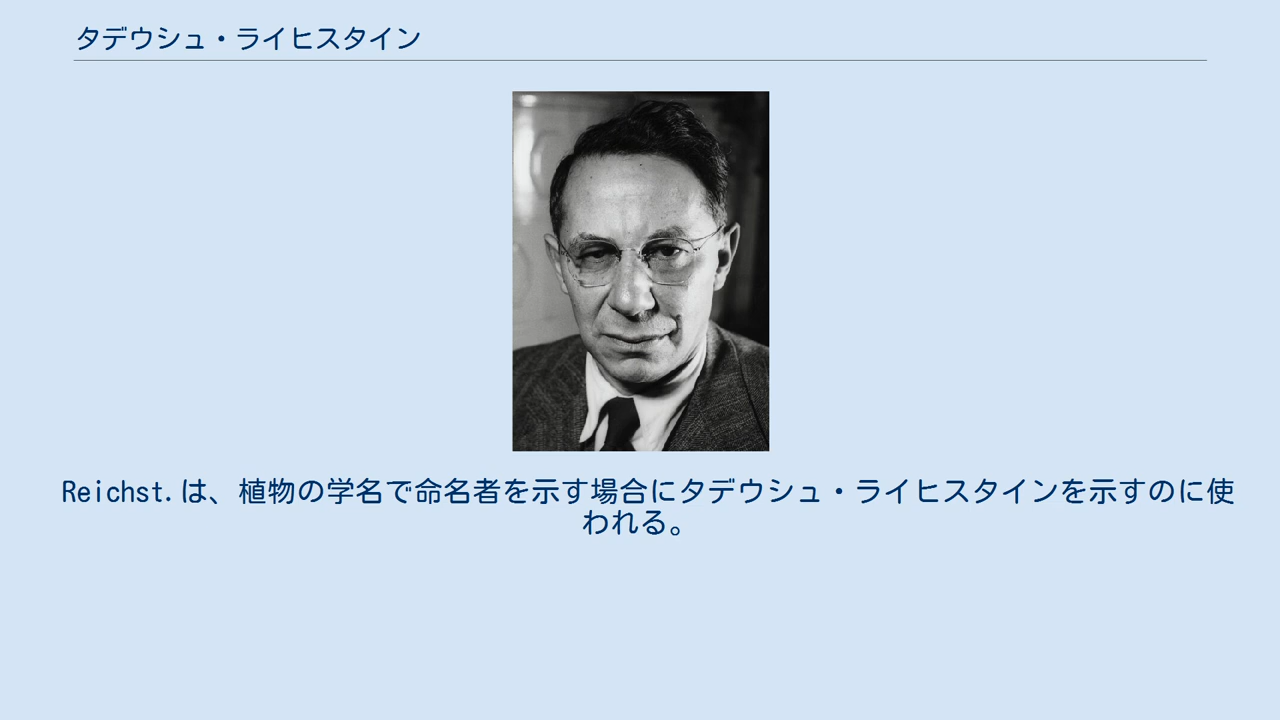 タデウシュ・ライヒスタイン
Reichst.は、植物の学名で命名者を示す場合にタデウシュ・ライヒスタインを示すのに使
われる。